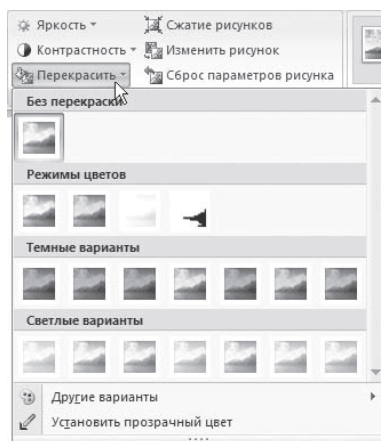 Яркость
Сжатие рисунков
Контрастность
Изменить рисунок
Перекрасить
Сброс параметров рисунка
Без перекраски
Режимы цветов
Темные варианты
Светлые варианты
Другие варианты
Установить прозрачный цвет